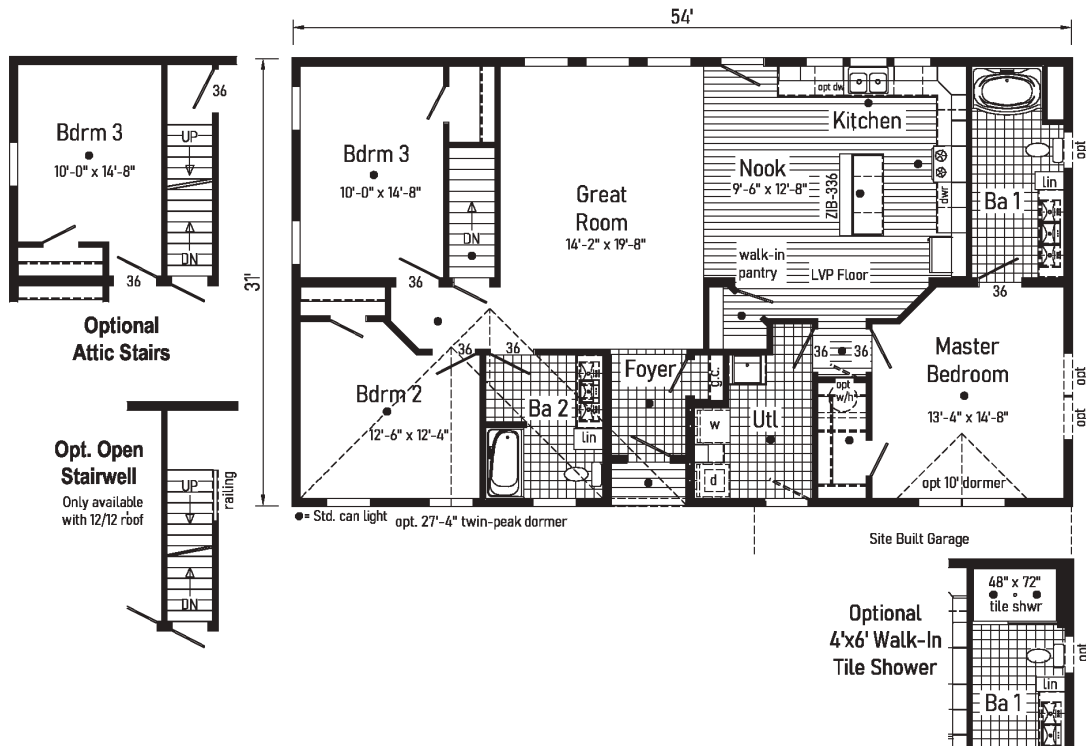 54'
31'
Bdrm 3
10'-0" x 14'-8"
36
UP
DN
36
Optional
Attic Stairs
Opt. Open
Stairwell
Only available
with 12/12 roof
UP
railing
DN
Bdrm 3
10'-0" x 14'-8"
36
DN
Great
Room
14'-2" x 19'-8"
opt dw
Kitchen
Nook
9'-6" x 12'-8"
ZIB-336
dwr
walk-in
pantry
LVP Floor
Ba 1
lin
opt
36
Bdrm 2
12'-6" x 12'-4"
36
36
Ba 2
lin
Foyer
g.c.
w
d
Utl
36
36
opt
w/h
Master
Bedroom
13'-4" x 14'-8"
opt 10' dormer
opt
opt
= Std. can light
opt. 27'-4" twin-peak dormer
Site Built Garage
Optional
4'x6' Walk-In
Tile Shower
48" x 72"
tile shwr
lin
Ba 1
opt